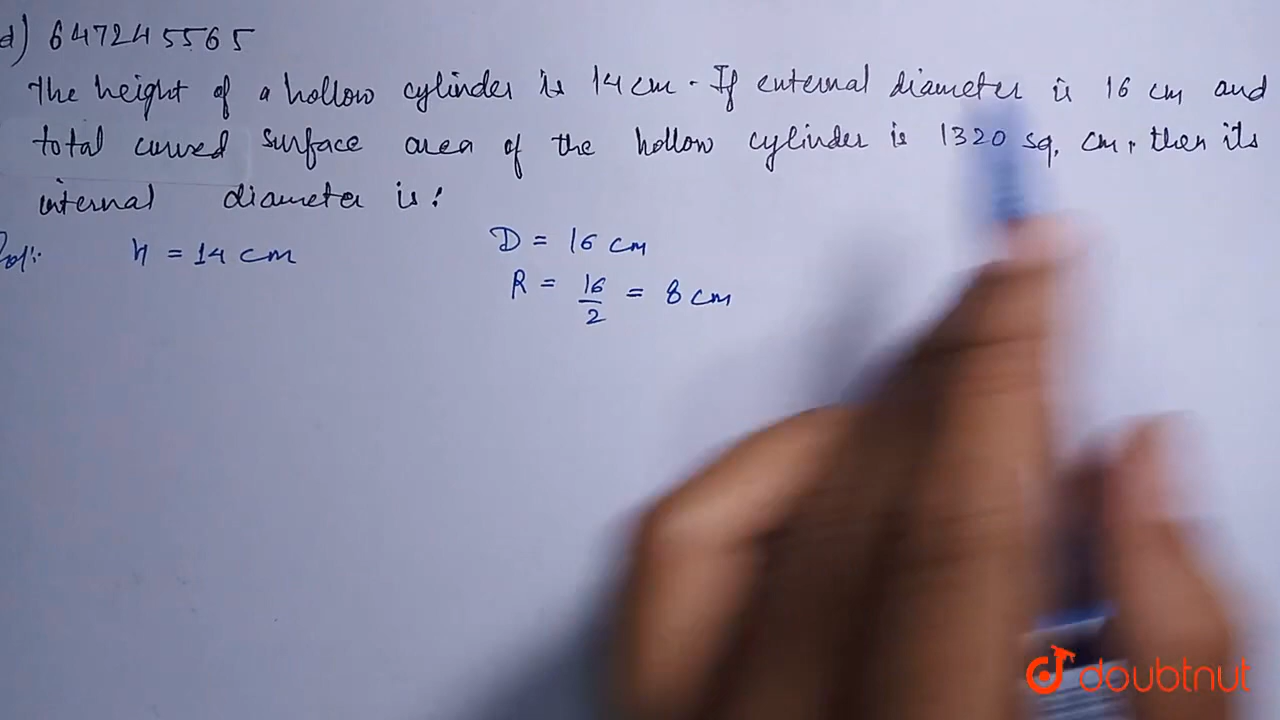 d) 647245565
The height of a hollow cylinder is 14 cm. If external diameter is 16 cm and
total curved surface area of the hollow cylinder is 1320 sq. cm, then its
internal diameter is:
Sol:- h = 14 cm
D = 16 cm
R = 16/2 = 8 cm
doubtnut